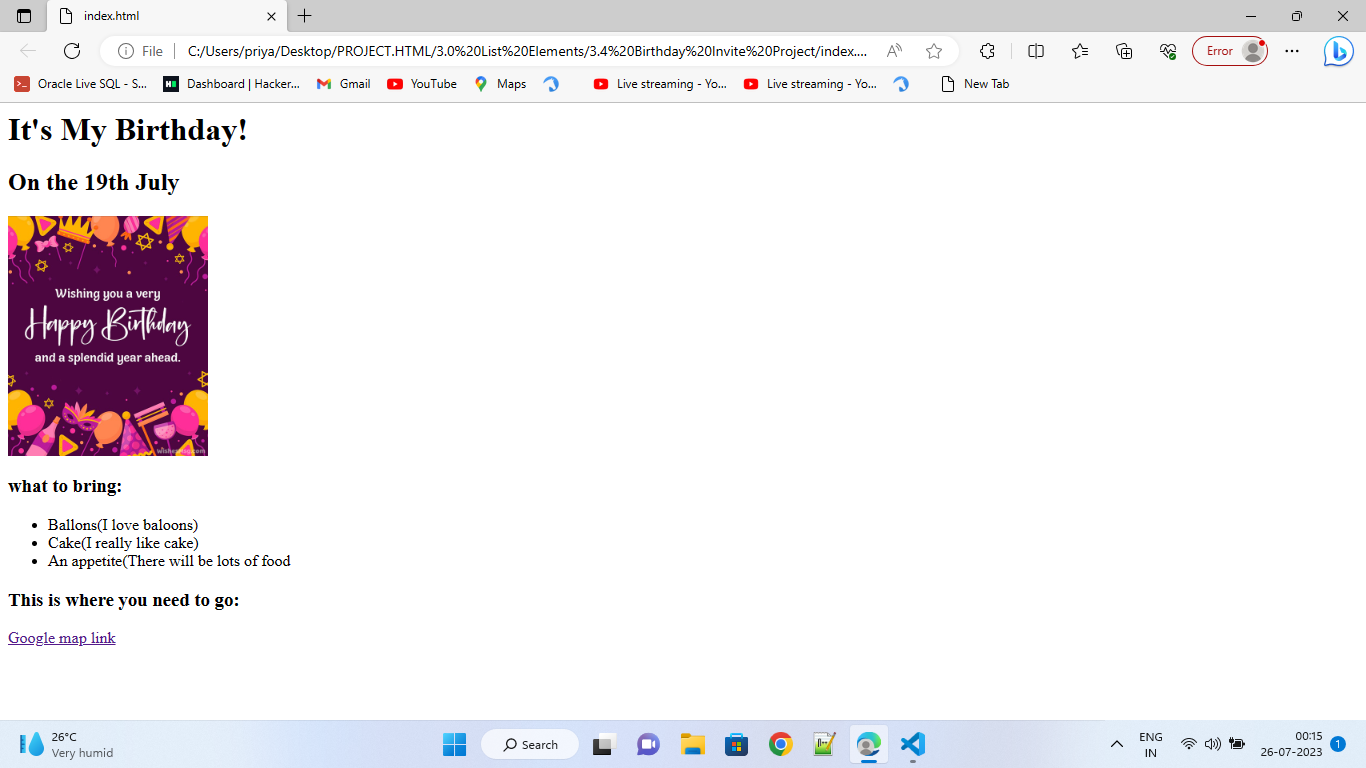 index.html
File
C:/Users/priya/Desktop/PROJECT.HTML/3.0%20List%20Elements/3.4%20Birthday%20Invite%20Project/index....
Error
Oracle Live SQL - S...
Dashboard | Hacker...
Gmail
YouTube
Maps
Live streaming - Yo...
Live streaming - Yo...
New Tab
It's My Birthday!
On the 19th July
Wishing you a very
Happy Birthday
and a splendid year ahead.
what to bring:
Ballons(I love baloons)
Cake(I really like cake)
An appetite(There will be lots of food
This is where you need to go:
Google map link
26°C
Very humid
Search
ENG
IN
00:15
26-07-2023
1